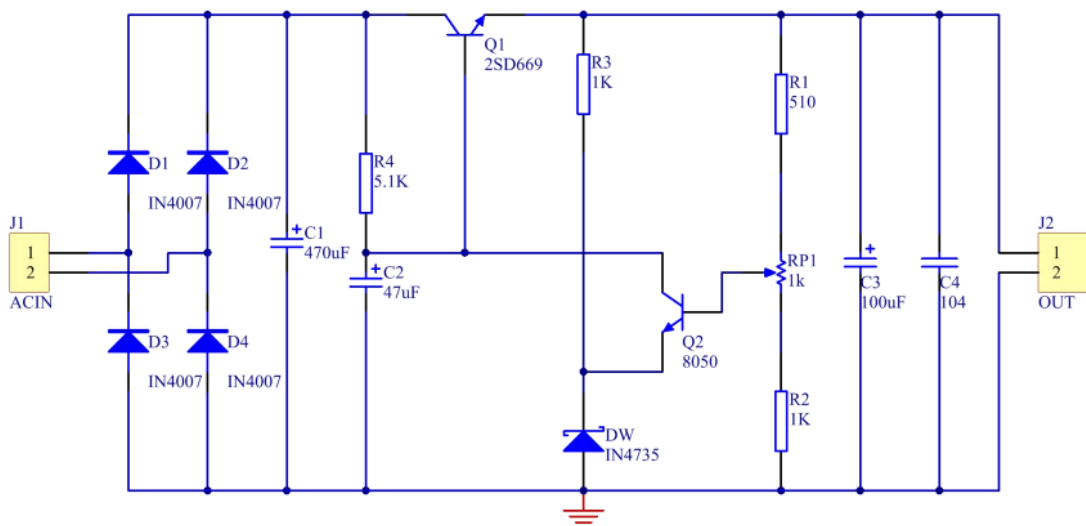 Q1
2SD669
R3
1K
R1
510
D1
IN4007
D2
IN4007
R4
5.1K
J1
1
2
ACIN
C1
470uF
C2
47uF
RP1
1k
C3
100uF
C4
104
J2
1
2
OUT
D3
IN4007
D4
IN4007
Q2
8050
R2
1K
DW
IN4735